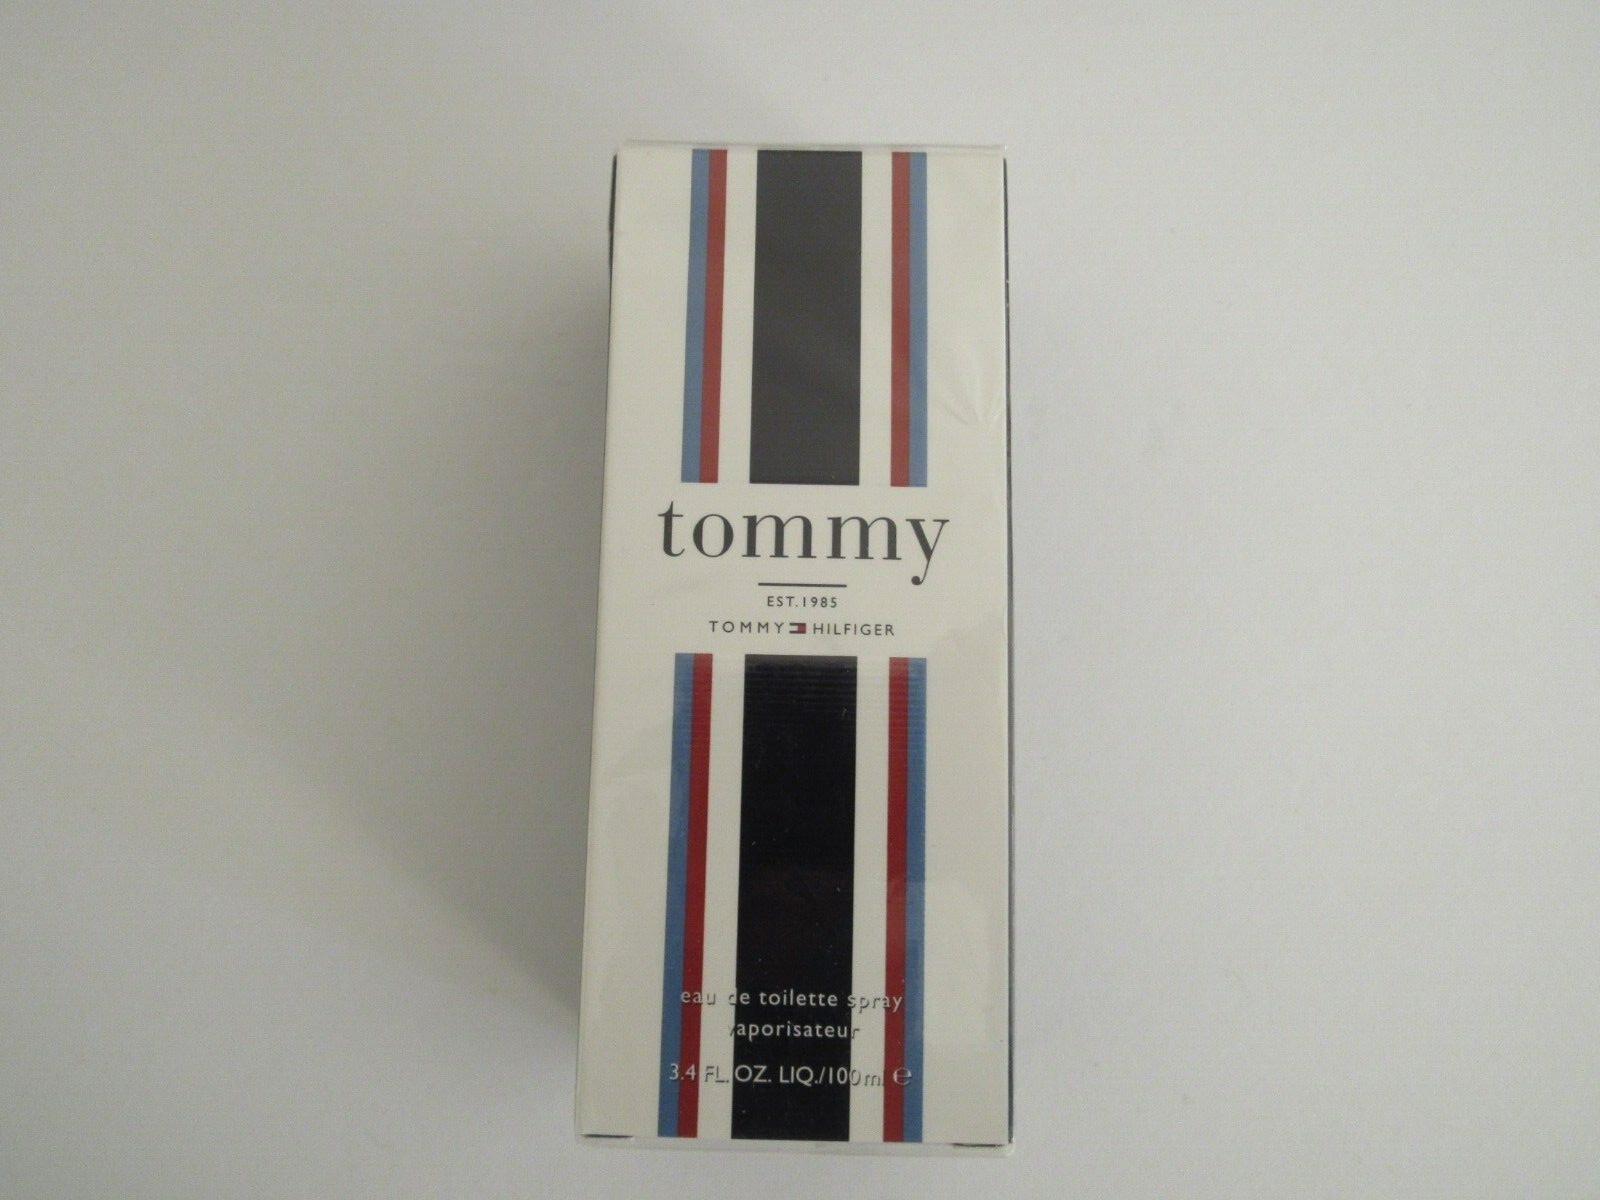 tommy
EST. 1985
TOMMY HILFIGER
eau de toilette spray
vaporisateur
3.4 FL. OZ. LIQ./100ml ℮